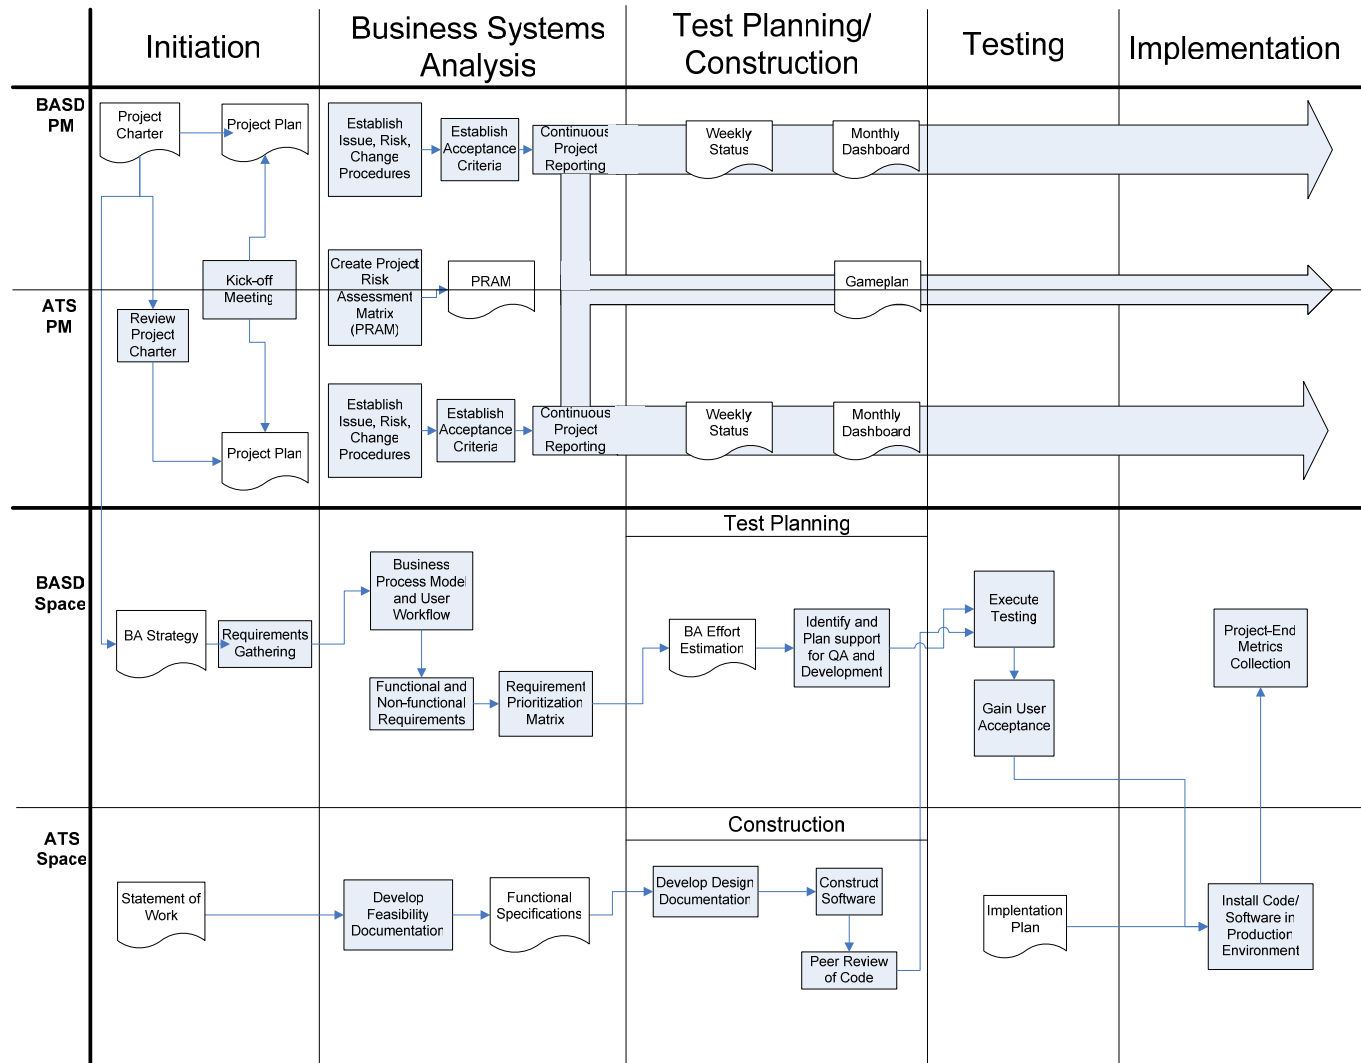 Initiation
Business Systems
Analysis
Test Planning/
Construction
Testing
Implementation
BASD
PM
Project
Charter
Project Plan
Establish
Issue, Risk,
Change
Procedures
Establish
Acceptance
Criteria
Continuous
Project
Reporting
Weekly
Status
Monthly
Dashboard
Kick-off
Meeting
Create Project
Risk
Assessment
Matrix
(PRAM)
PRAM
Gameplan
ATS
PM
Review
Project
Charter
Project Plan
Establish
Issue, Risk,
Change
Procedures
Establish
Acceptance
Criteria
Continuous
Project
Reporting
Weekly
Status
Monthly
Dashboard
Test Planning
BASD
Space
BA Strategy
Requirements
Gathering
Business
Process Model
and User
Workflow
Functional and
Non-functional
Requirements
Requirement
Prioritization
Matrix
BA Effort
Estimation
Identify and
Plan support
for QA and
Development
Execute
Testing
Gain User
Acceptance
Project-End
Metrics
Collection
ATS
Space
Construction
Statement of
Work
Develop
Feasibility
Documentation
Functional
Specifications
Develop Design
Documentation
Construct
Software
Peer Review
of Code
Implentation
Plan
Install Code/
Software in
Production
Environment